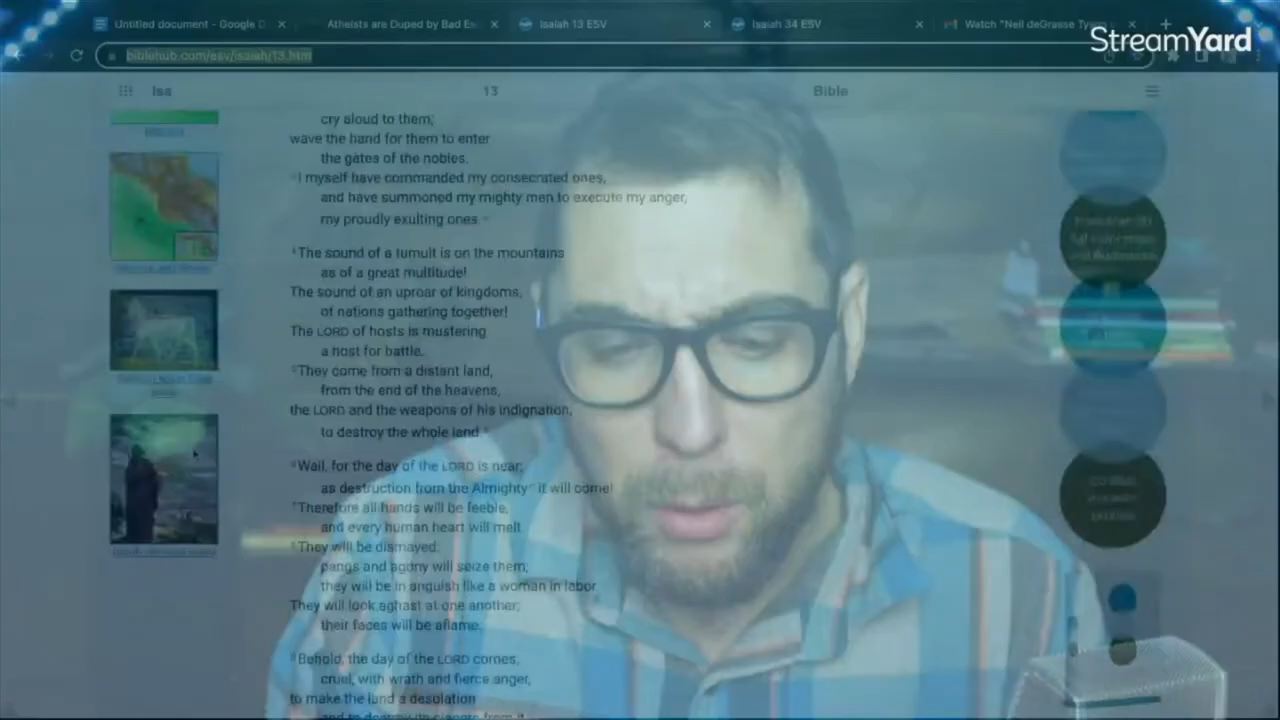 Untitled document - Google D
Atheists are Duped by Bad Es
Isaiah 13 ESV
Isaiah 34 ESV
Watch "Neil deGrasse Tyson
StreamYard
biblehub.com/esv/isaiah/13.htm
Isa
13
Bible
cry aloud to them;
wave the hand for them to enter
the gates of the nobles.
I myself have commanded my consecrated ones,
and have summoned my mighty men to execute my anger,
my proudly exulting ones.
The sound of a tumult is on the mountains
as of a great multitude!
The sound of an uproar of kingdoms,
of nations gathering together!
The LORD of hosts is mustering
a host for battle.
They come from a distant land,
from the end of the heavens,
the LORD and the weapons of his indignation,
to destroy the whole land.
Wail, for the day of the LORD is near;
as destruction from the Almighty it will come!
Therefore all hands will be feeble,
and every human heart will melt.
They will be dismayed:
pangs and agony will seize them;
they will be in anguish like a woman in labor.
They will look aghast at one another;
their faces will be aflame.
Behold, the day of the LORD comes,
cruel, with wrath and fierce anger,
to make the land a desolation
and to destroy its sinners from it.